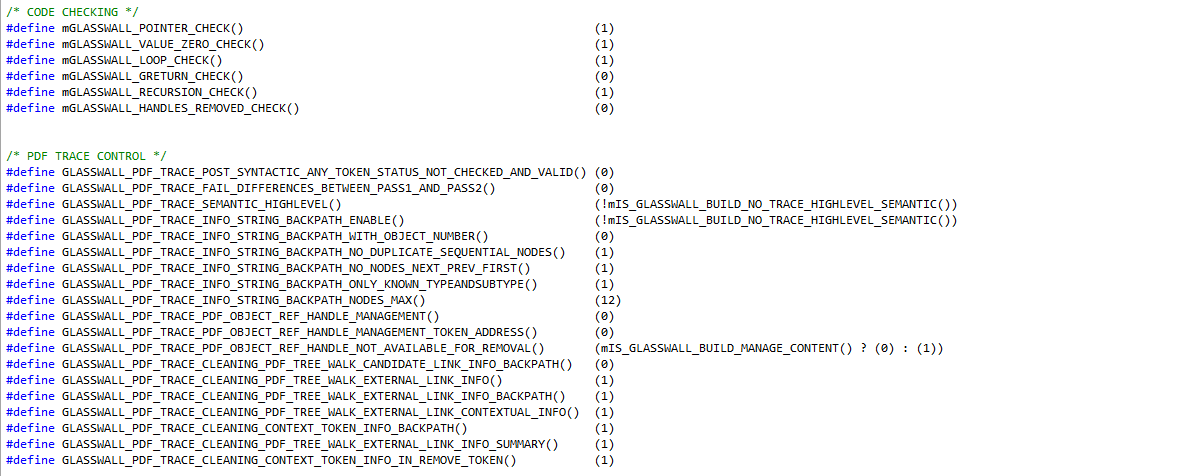 /* CODE CHECKING */
#define mGLASSWALL_POINTER_CHECK() (1)
#define mGLASSWALL_VALUE_ZERO_CHECK() (1)
#define mGLASSWALL_LOOP_CHECK() (1)
#define mGLASSWALL_GRETURN_CHECK() (0)
#define mGLASSWALL_RECURSION_CHECK() (1)
#define mGLASSWALL_HANDLES_REMOVED_CHECK() (0)
/* PDF TRACE CONTROL */
#define GLASSWALL_PDF_TRACE_POST_SYNTACTIC_ANY_TOKEN_STATUS_NOT_CHECKED_AND_VALID() (0)
#define GLASSWALL_PDF_TRACE_FAIL_DIFFERENCES_BETWEEN_PASS1_AND_PASS2() (0)
#define GLASSWALL_PDF_TRACE_SEMANTIC_HIGHLEVEL() (!mIS_GLASSWALL_BUILD_NO_TRACE_HIGHLEVEL_SEMANTIC())
#define GLASSWALL_PDF_TRACE_INFO_STRING_BACKPATH_ENABLE() (!mIS_GLASSWALL_BUILD_NO_TRACE_HIGHLEVEL_SEMANTIC())
#define GLASSWALL_PDF_TRACE_INFO_STRING_BACKPATH_WITH_OBJECT_NUMBER() (0)
#define GLASSWALL_PDF_TRACE_INFO_STRING_BACKPATH_NO_DUPLICATE_SEQUENTIAL_NODES() (1)
#define GLASSWALL_PDF_TRACE_INFO_STRING_BACKPATH_NO_NODES_NEXT_PREV_FIRST() (1)
#define GLASSWALL_PDF_TRACE_INFO_STRING_BACKPATH_ONLY_KNOWN_TYPEANDSUBTYPE() (1)
#define GLASSWALL_PDF_TRACE_INFO_STRING_BACKPATH_NODES_MAX() (12)
#define GLASSWALL_PDF_TRACE_PDF_OBJECT_REF_HANDLE_MANAGEMENT() (0)
#define GLASSWALL_PDF_TRACE_PDF_OBJECT_REF_HANDLE_MANAGEMENT_TOKEN_ADDRESS() (0)
#define GLASSWALL_PDF_TRACE_PDF_OBJECT_REF_HANDLE_NOT_AVAILABLE_FOR_REMOVAL() (mIS_GLASSWALL_BUILD_MANAGE_CONTENT() ? (0) : (1))
#define GLASSWALL_PDF_TRACE_CLEANING_PDF_TREE_WALK_CANDIDATE_LINK_INFO_BACKPATH() (0)
#define GLASSWALL_PDF_TRACE_CLEANING_PDF_TREE_WALK_EXTERNAL_LINK_INFO() (1)
#define GLASSWALL_PDF_TRACE_CLEANING_PDF_TREE_WALK_EXTERNAL_LINK_INFO_BACKPATH() (1)
#define GLASSWALL_PDF_TRACE_CLEANING_PDF_TREE_WALK_EXTERNAL_LINK_CONTEXTUAL_INFO() (1)
#define GLASSWALL_PDF_TRACE_CLEANING_CONTEXT_TOKEN_INFO_BACKPATH() (1)
#define GLASSWALL_PDF_TRACE_CLEANING_PDF_TREE_WALK_EXTERNAL_LINK_INFO_SUMMARY() (1)
#define GLASSWALL_PDF_TRACE_CLEANING_CONTEXT_TOKEN_INFO_IN_REMOVE_TOKEN() (1)